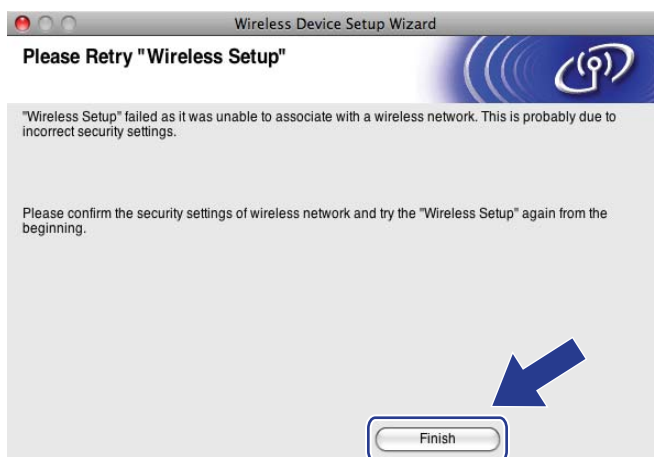 Wireless Device Setup Wizard
Please Retry "Wireless Setup"
"Wireless Setup" failed as it was unable to associate with a wireless network. This is probably due to
incorrect security settings.
Please confirm the security settings of wireless network and try the "Wireless Setup" again from the
beginning.
Finish